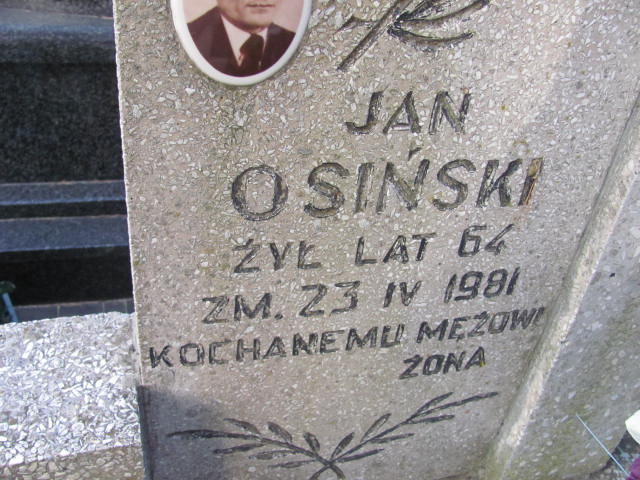 JAN
OSIŃSKI
ŻYŁ LAT 64
ZM. 23 IV 1981
KOCHANEMU MĘŻOWI
ŻONA